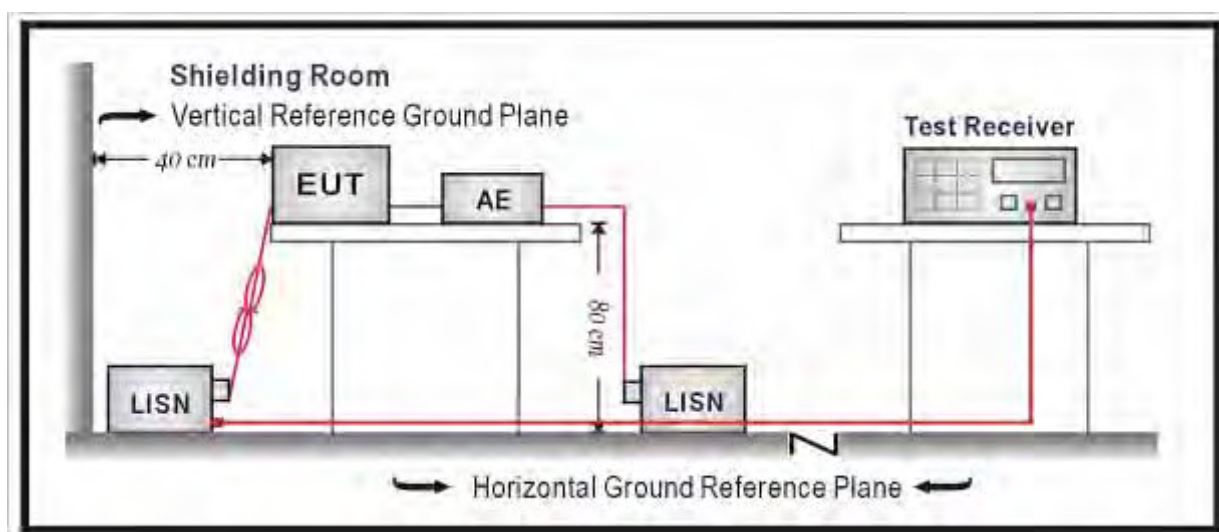 Shielding Room
Vertical Reference Ground Plane
Test Receiver
40 cm
EUT
AE
80 cm
LISN
LISN
Horizontal Ground Reference Plane